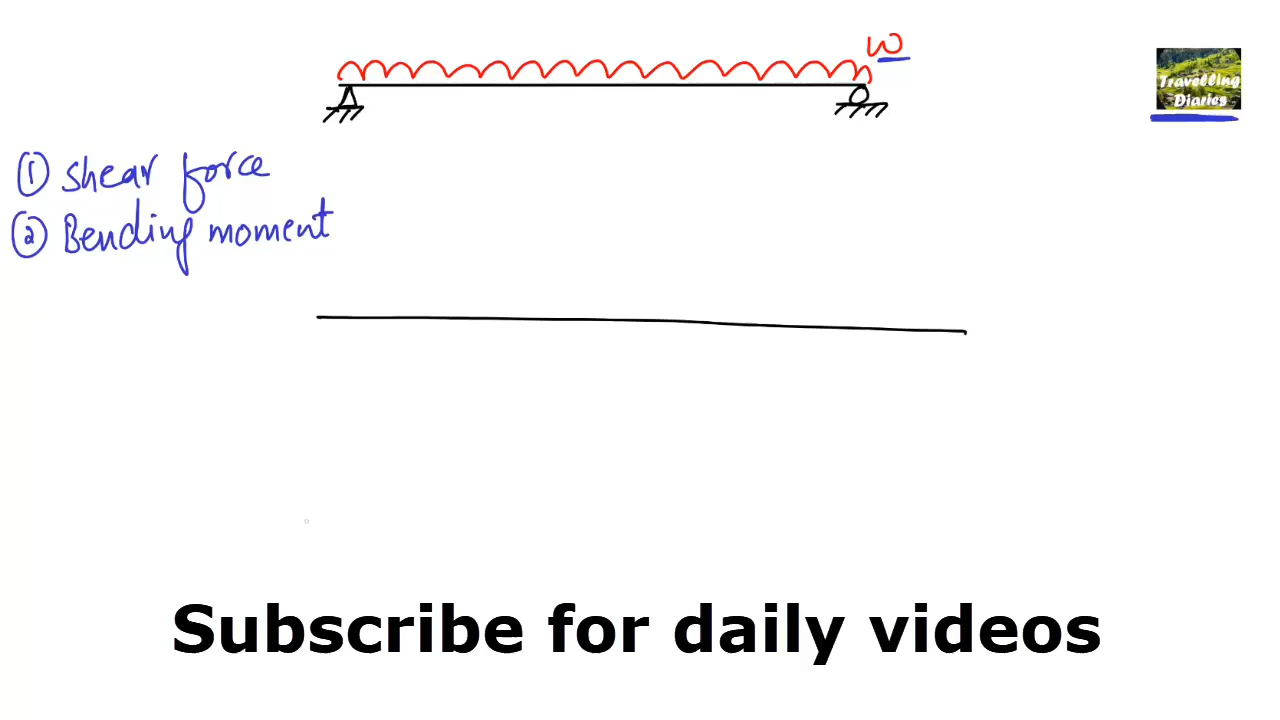 w
Travelling
Diaries
① Shear force
② Bending moment
Subscribe for daily videos